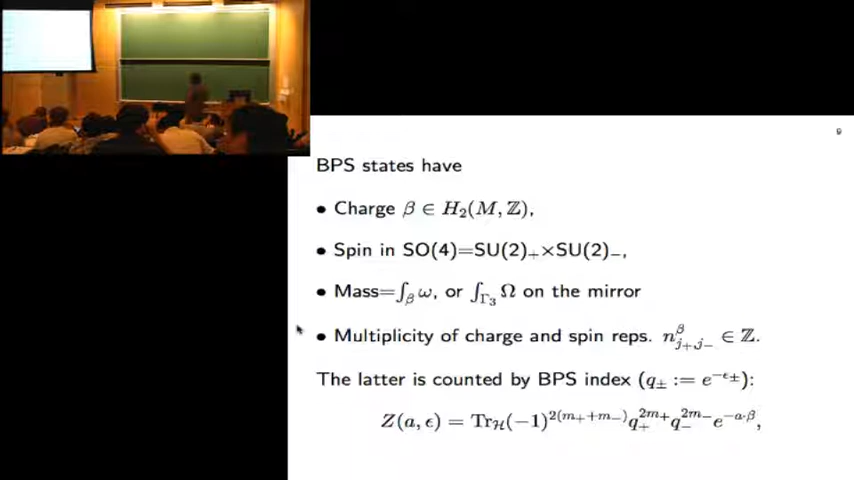 9
BPS states have
• Charge β ∈ H₂(M, ℤ),
• Spin in SO(4)=SU(2)₊×SU(2)₋,
• Mass=∫_β ω, or ∫_{Γ₃} Ω on the mirror
• Multiplicity of charge and spin reps. n^β_{j₊,j₋} ∈ ℤ.
The latter is counted by BPS index (q± := e^{−ϵ±}):
Z(a, ϵ) = Tr_ℋ(−1)^{2(m₊+m₋)} q₊^{2m₊} q₋^{2m₋} e^{−a·β},